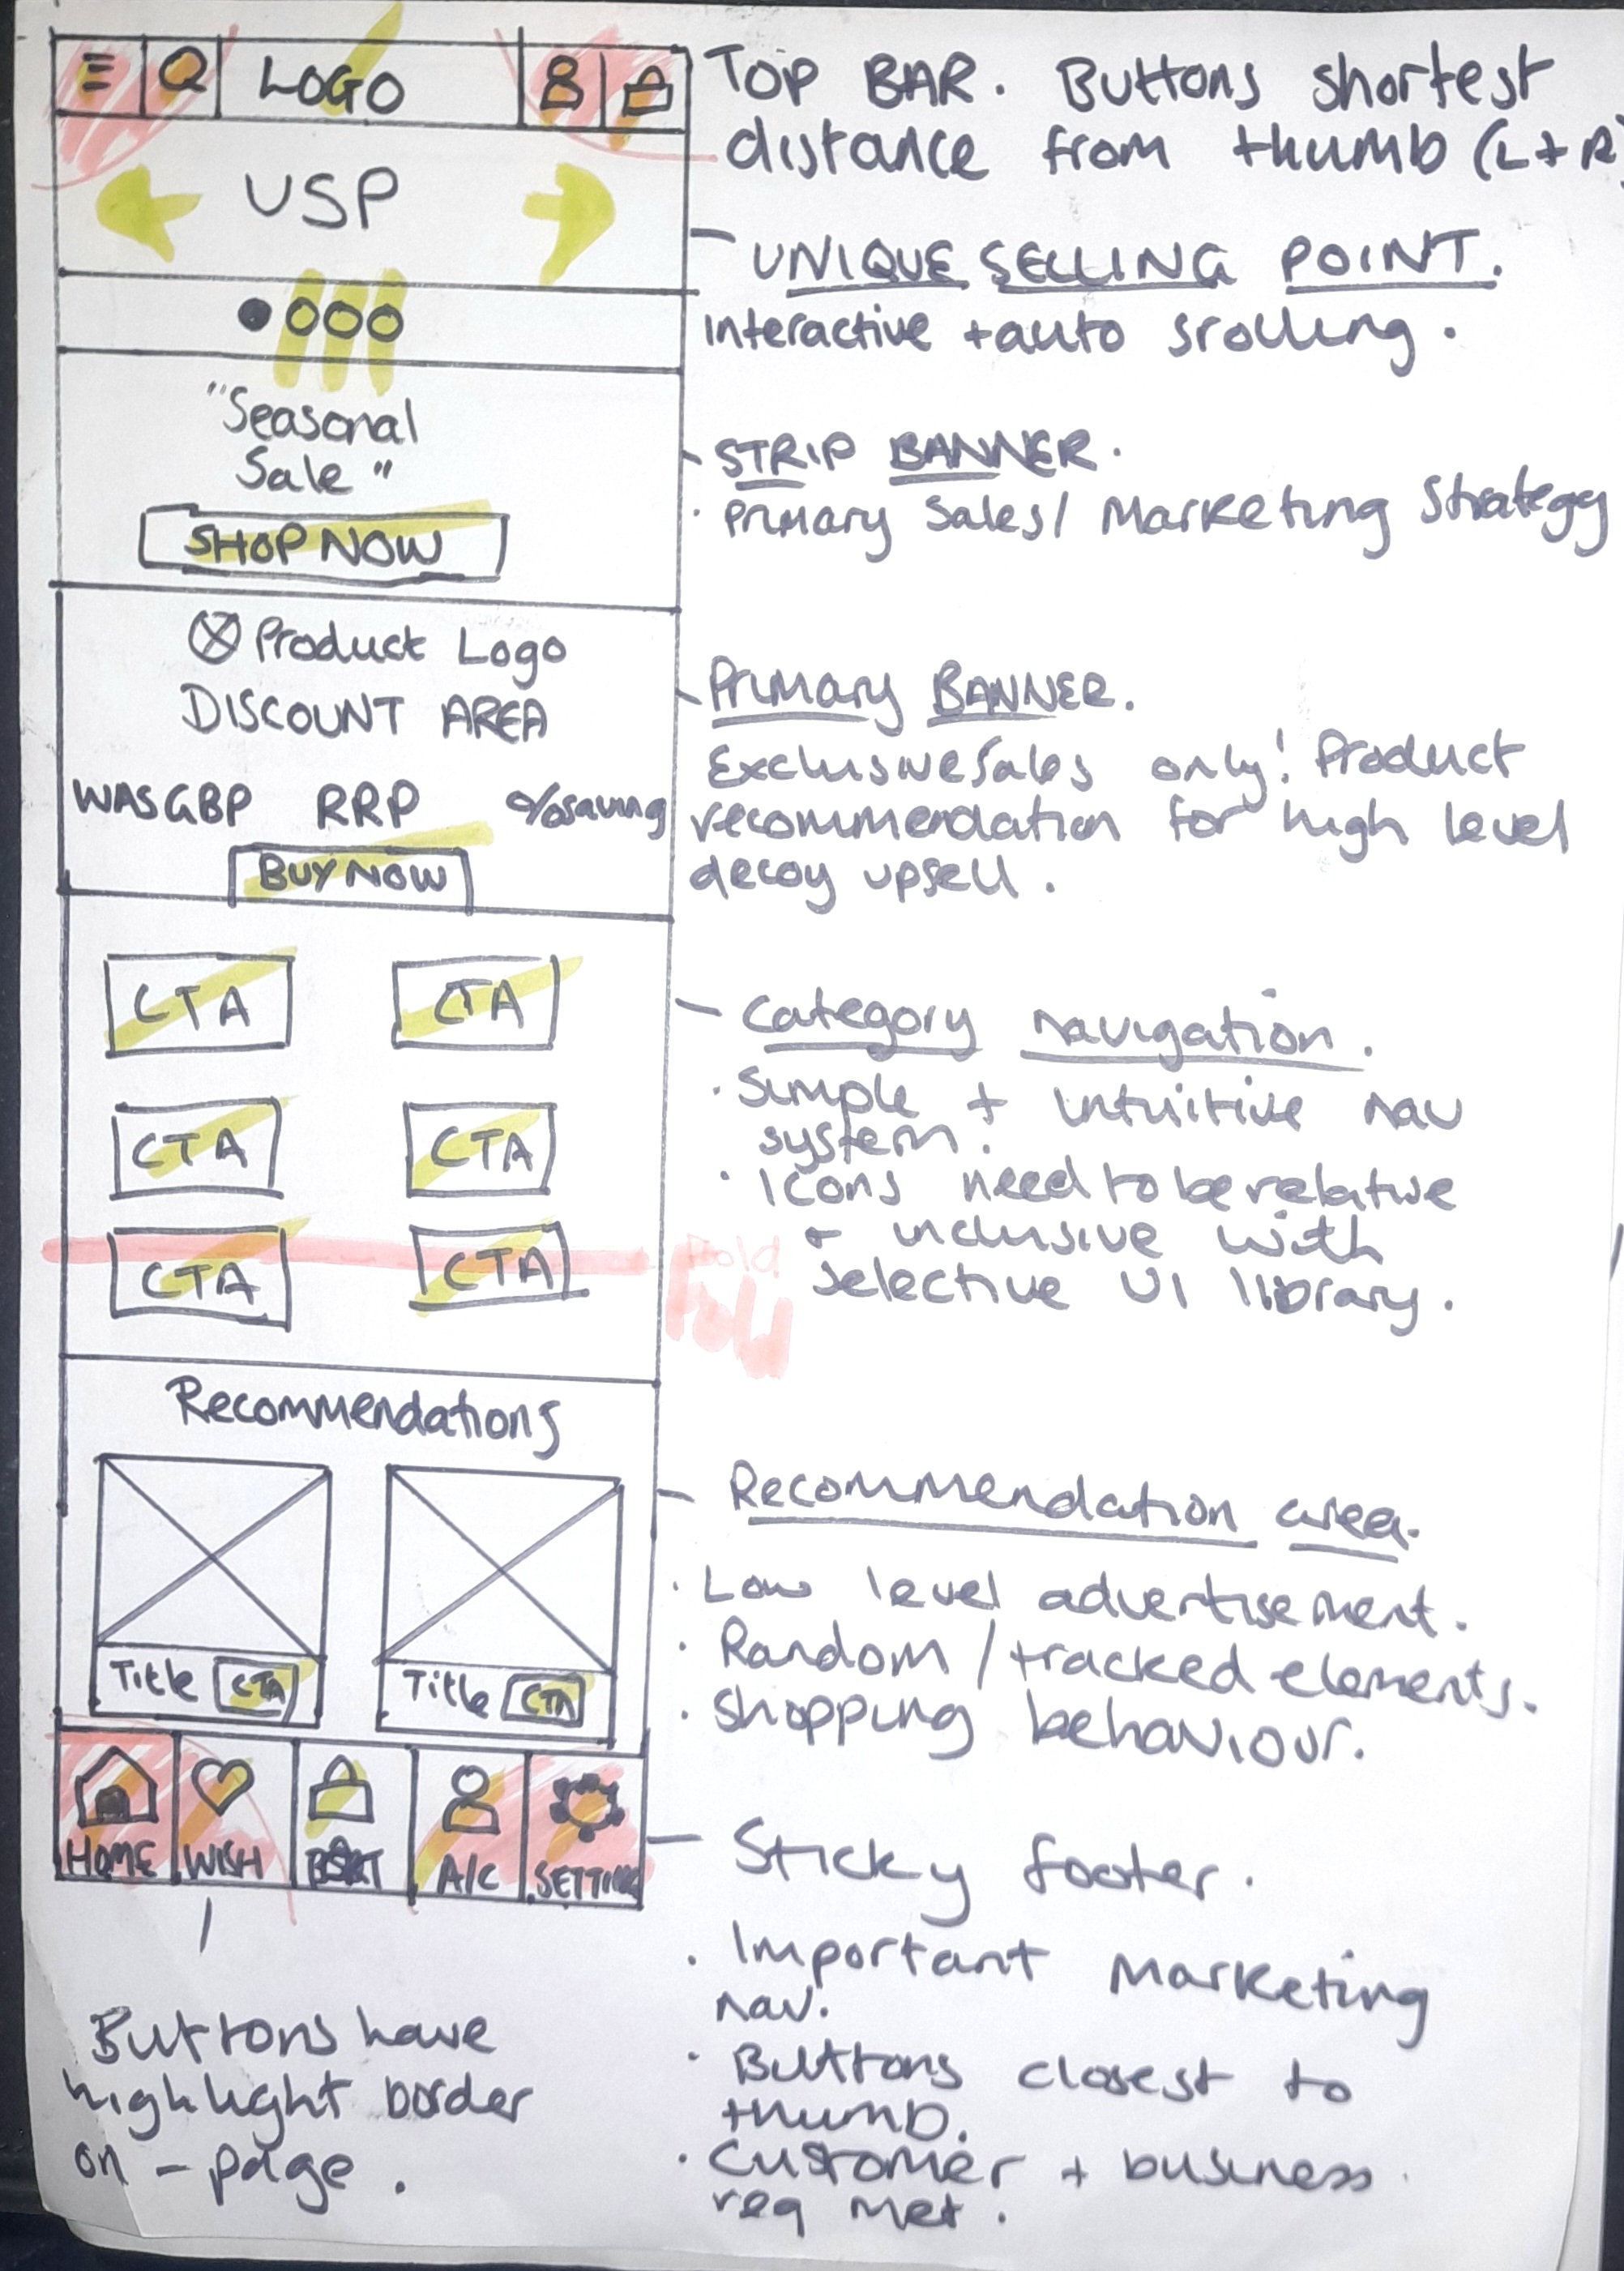 LOGO
TOP BAR. Buttons shortest
distance from thumb (L+R)
USP
UNIQUE SELLING POINT.
interactive +auto srolling.
"Seasonal
Sale"
SHOP NOW
STRIP BANNER.
· Primary Sales/ Marketing Strategy
Product Logo
DISCOUNT AREA
WAS GBP RRP %saving
BUY NOW
Primary BANNER.
Exclusive Sales only! Product
recommendation for high level
decoy upsell.
CTA CTA
CTA CTA
CTA CTA
Category navigation.
· Simple + intuitive nav
system.
· Icons need to be relative
+ inclusive with
selective UI library.
Fold
Fold
Recommendations
Title CTA Title CTA
Recommendation area.
· Low level advertisement.
· Random / tracked elements.
· shopping behaviour.
HOME WISH BSKT A/C SETTING
Sticky footer.
· Important Marketing
nav.
· Buttons closest to
thumb.
· Customer + business
req met.
Buttons have
highlight border
on - page.